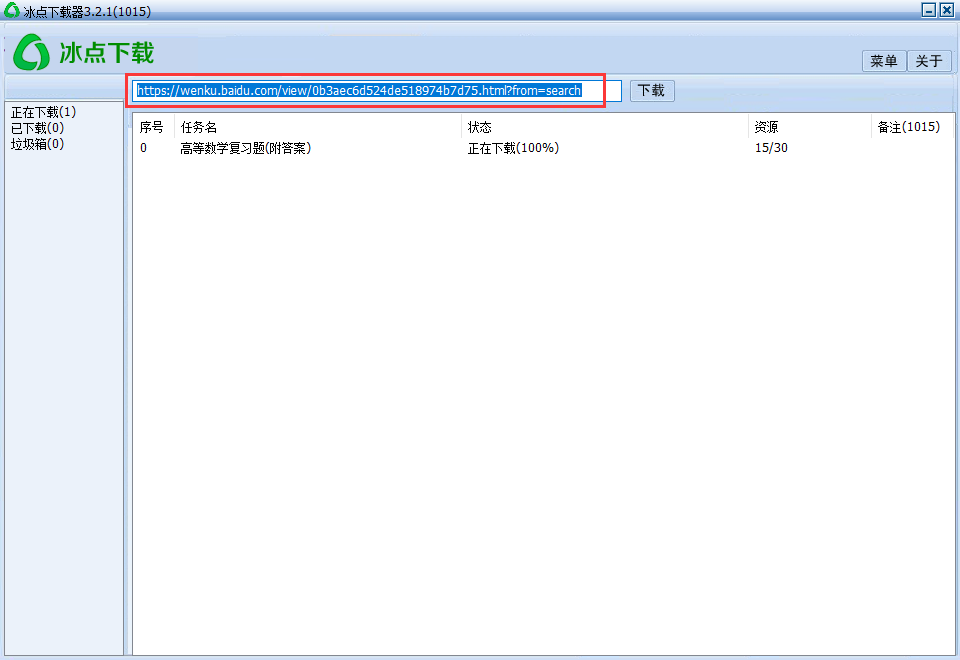 冰点下载器3.2.1(1015)
冰点下载
菜单 关于
https://wenku.baidu.com/view/0b3aec6d524de518974b7d75.html?from=search 下载
正在下载(1)
已下载(0)
垃圾箱(0)
序号 任务名 状态 资源 备注(1015)
0 高等数学复习题(附答案) 正在下载(100%) 15/30